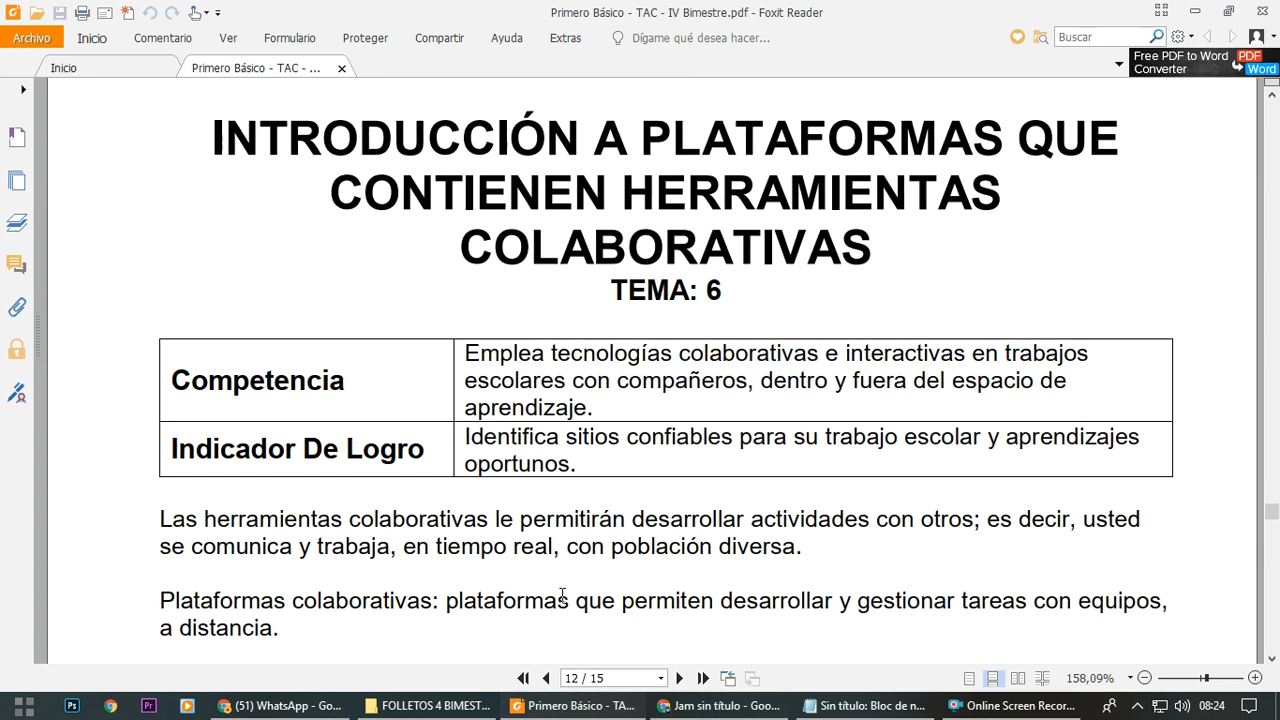 Primero Básico - TAC - IV Bimestre.pdf - Foxit Reader
Archivo Inicio Comentario Ver Formulario Proteger Compartir Ayuda Extras Dígame qué desea hacer... Buscar
Inicio Primero Básico - TAC - ... Free PDF to Word Converter PDF Word
INTRODUCCIÓN A PLATAFORMAS QUE
CONTIENEN HERRAMIENTAS
COLABORATIVAS
TEMA: 6
Competencia
Emplea tecnologías colaborativas e interactivas en trabajos
escolares con compañeros, dentro y fuera del espacio de
aprendizaje.
Indicador De Logro
Identifica sitios confiables para su trabajo escolar y aprendizajes
oportunos.
Las herramientas colaborativas le permitirán desarrollar actividades con otros; es decir, usted
se comunica y trabaja, en tiempo real, con población diversa.
Plataformas colaborativas: plataformas que permiten desarrollar y gestionar tareas con equipos,
a distancia.
12 / 15 158,09%
Ps Pr (51) WhatsApp - Go... FOLLETOS 4 BIMEST... Primero Básico - TA... Jam sin título - Goo... Sin título: Bloc de n... Online Screen Recor... 08:24